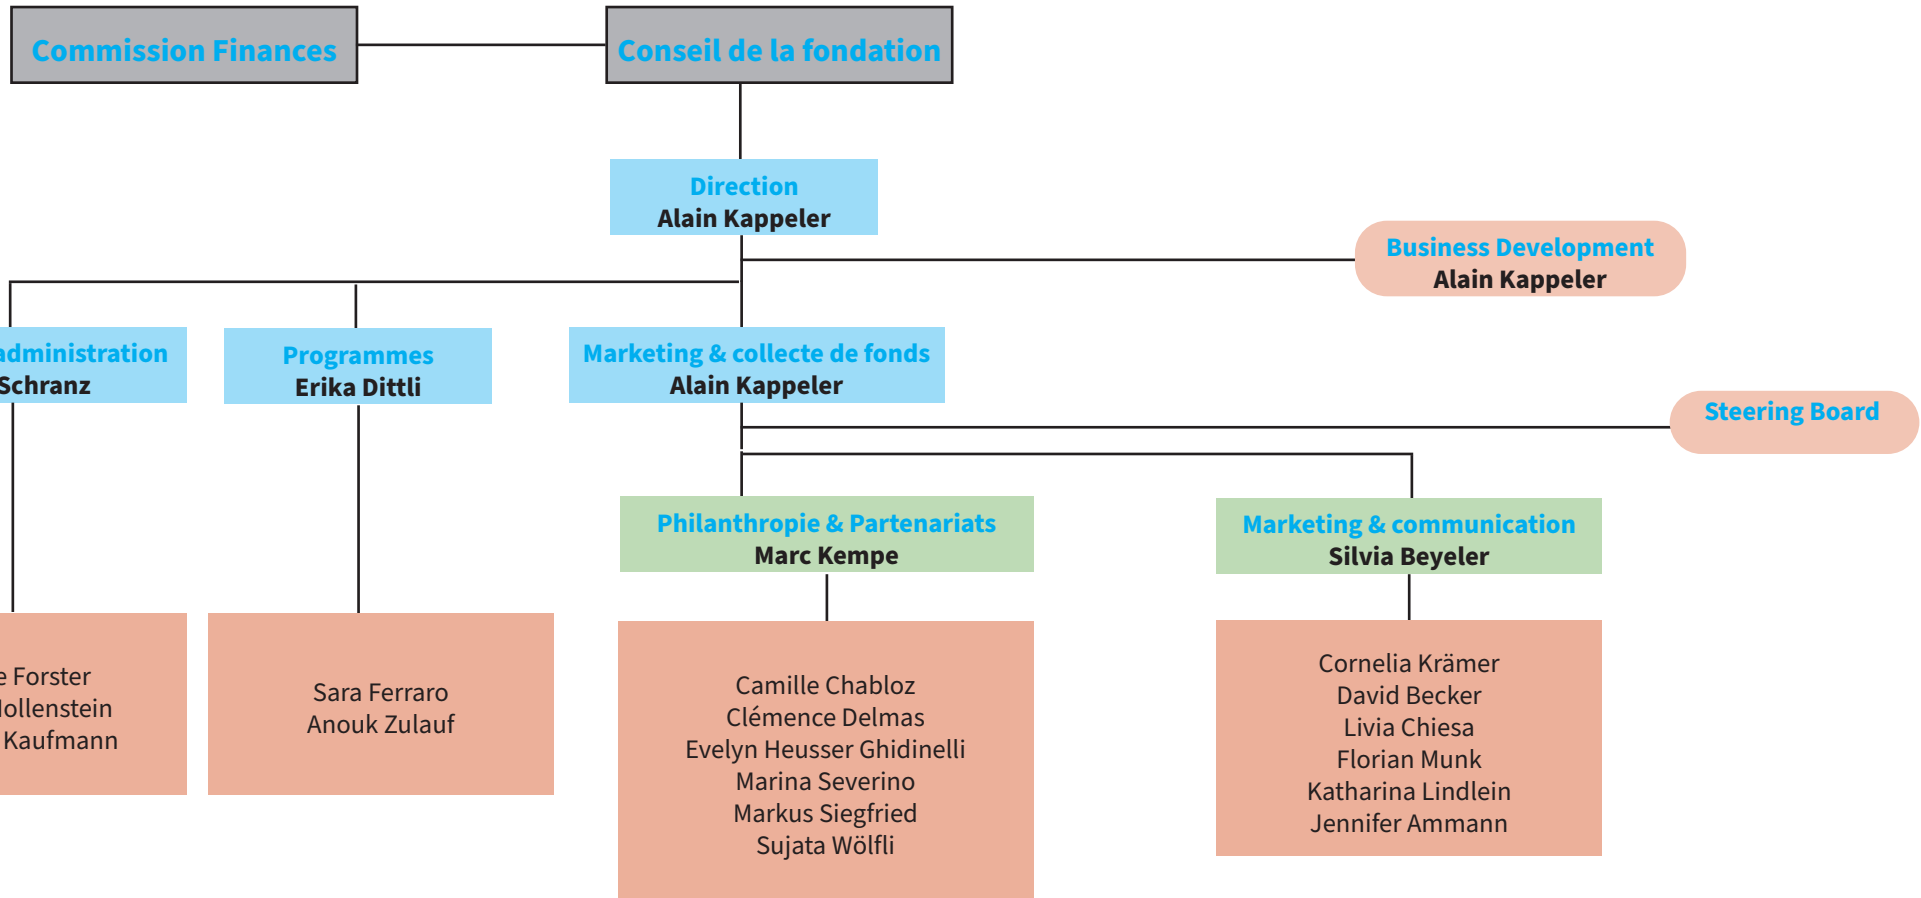 Commission Finances
Conseil de la fondation
Direction
Alain Kappeler
Business Development
Alain Kappeler
administration
Schranz
Programmes
Erika Dittli
Marketing & collecte de fonds
Alain Kappeler
Steering Board
Philanthropie & Partenariats
Marc Kempe
Marketing & communication
Silvia Beyeler
e Forster
Kaufmann
Sara Ferraro
Anouk Zulauf
Camille Chabloz
Clémence Delmas
Evelyn Heusser Ghidinelli
Marina Severino
Markus Siegfried
Sujata Wölfli
Cornelia Krämer
David Becker
Livia Chiesa
Florian Munk
Katharina Lindlein
Jennifer Ammann